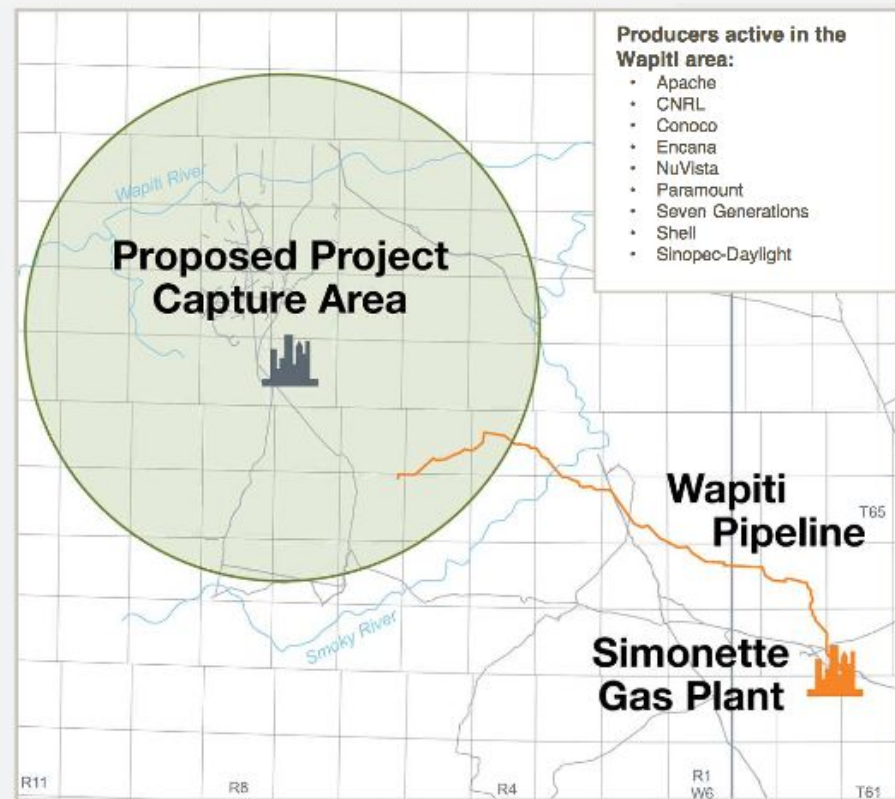 Producers active in the
Wapiti area:
• Apache
• CNRL
• Conoco
• Encana
• NuVista
• Paramount
• Seven Generations
• Shell
• Sinopec-Daylight
Wapiti River
Proposed Project
Capture Area
Wapiti
Pipeline
T65
Smoky River
Simonette
Gas Plant
R11
R8
R4
R1
W6
T61